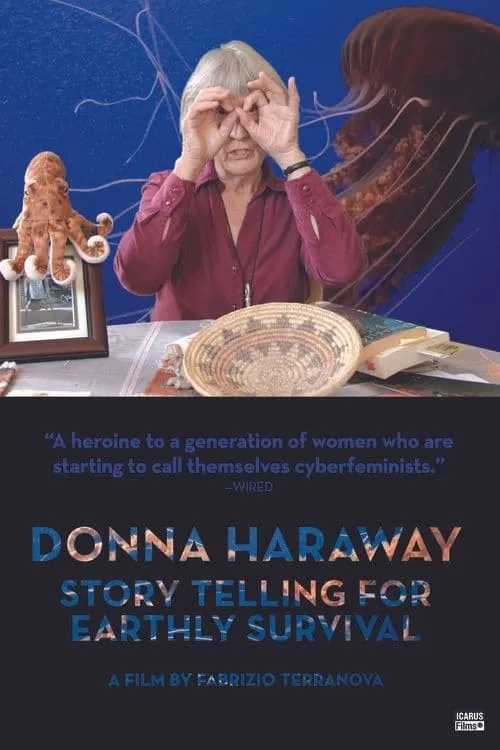 “A heroine to a generation of women who are
starting to call themselves cyberfeminists.”
—WIRED
DONNA HARAWAY
STORY TELLING FOR
EARTHLY SURVIVAL
A FILM BY FABRIZIO TERRANOVA
ICARUS
Films